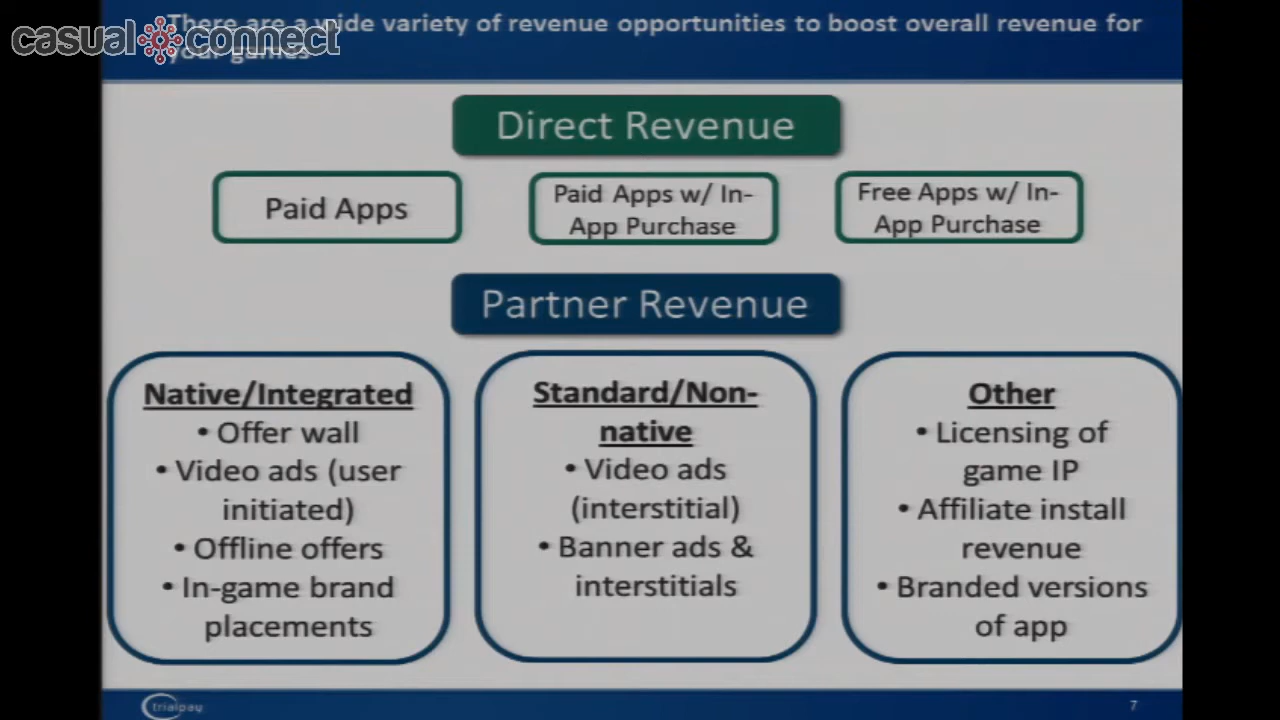 There are a wide variety of revenue opportunities to boost overall revenue for
casual connect
your games
Direct Revenue
Paid Apps
Paid Apps w/ In-
App Purchase
Free Apps w/ In-
App Purchase
Partner Revenue
Native/Integrated
• Offer wall
• Video ads (user
initiated)
• Offline offers
• In-game brand
placements
Standard/Non-
native
• Video ads
(interstitial)
• Banner ads &
interstitials
Other
• Licensing of
game IP
• Affiliate install
revenue
• Branded versions
of app
trialpay
7